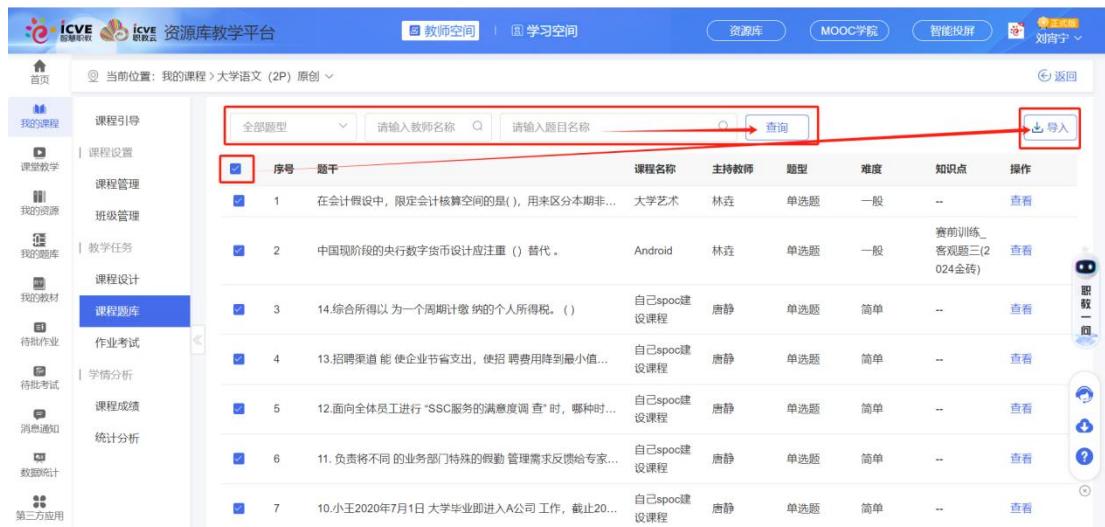 icve 智慧职教 icve 职教云 资源库教学平台 教师空间 学习空间 资源库 MOOC学院 智能投屏 正式版 刘宵宁
首页 当前位置：我的课程>大学语文（2P）原创 返回
我的课程
课堂教学
我的资源
我的题库
我的教材
待批作业
待批考试
消息通知
数据统计
第三方应用
课程引导
课程设置
课程管理
班级管理
教学任务
课程设计
课程题库
作业考试
学情分析
课程成绩
统计分析
全部题型 请输入教师名称 请输入题目名称 查询 导入
序号 题干 课程名称 主持教师 题型 难度 知识点 操作
1 在会计假设中，限定会计核算空间的是( )，用来区分本期非... 大学艺术 林垚 单选题 一般 -- 查看
2 中国现阶段的央行数字货币设计应注重（）替代 。 Android 林垚 单选题 一般 赛前训练_客观题三(2024金砖) 查看
3 14.综合所得以 为一个周期计缴 纳的个人所得税。( ) 自己spoc建设课程 唐静 单选题 简单 -- 查看
4 13.招聘渠道 能 使企业节省支出，使招 聘费用降到最小值... 自己spoc建设课程 唐静 单选题 简单 -- 查看
5 12.面向全体员工进行 “SSC服务的满意度调 查” 时，哪种时... 自己spoc建设课程 唐静 单选题 简单 -- 查看
6 11. 负责将不同 的业务部门特殊的假勤 管理需求反馈给专家... 自己spoc建设课程 唐静 单选题 简单 -- 查看
7 10.小王2020年7月1日 大学毕业即进入A公司 工作，截止20... 自己spoc建设课程 唐静 单选题 简单 -- 查看
职教一问